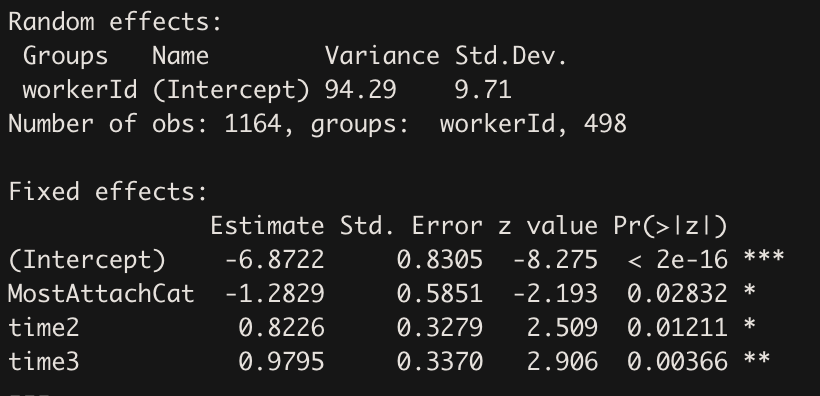 Random effects:
 Groups   Name        Variance Std.Dev.
 workerId (Intercept) 94.29    9.71
Number of obs: 1164, groups:  workerId, 498

Fixed effects:
              Estimate Std. Error z value Pr(>|z|)
(Intercept)    -6.8722     0.8305  -8.275  < 2e-16 ***
MostAttachCat  -1.2829     0.5851  -2.193  0.02832 *
time2           0.8226     0.3279   2.509  0.01211 *
time3           0.9795     0.3370   2.906  0.00366 **